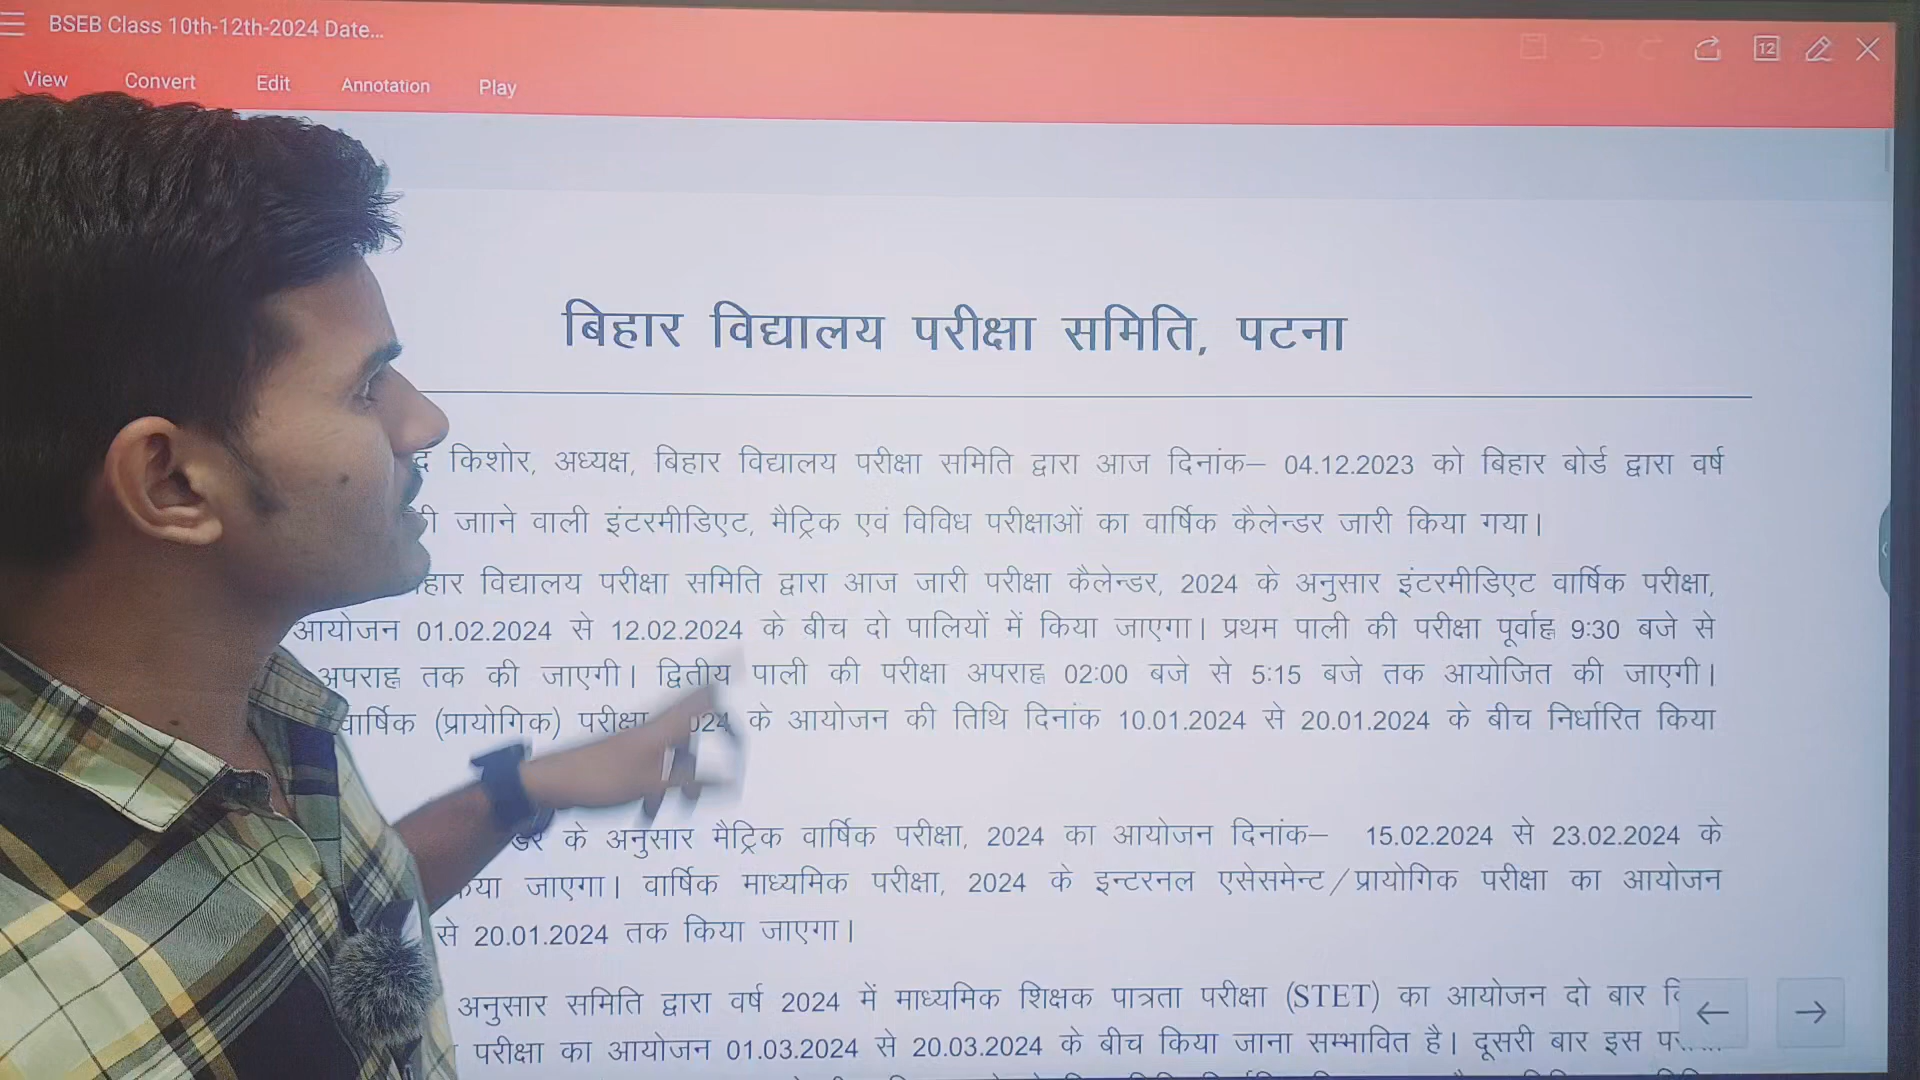 BSEB Class 10th-12th-2024 Date...
12
View Convert Edit Annotation Play
बिहार विद्यालय परीक्षा समिति, पटना
किशोर, अध्यक्ष, बिहार विद्यालय परीक्षा समिति द्वारा आज दिनांक– 04.12.2023 को बिहार बोर्ड द्वारा वर्ष
जााने वाली इंटरमीडिएट, मैट्रिक एवं विविध परीक्षाओं का वार्षिक कैलेन्डर जारी किया गया।
विद्यालय परीक्षा समिति द्वारा आज जारी परीक्षा कैलेन्डर, 2024 के अनुसार इंटरमीडिएट वार्षिक परीक्षा,
आयोजन 01.02.2024 से 12.02.2024 के बीच दो पालियों में किया जाएगा। प्रथम पाली की परीक्षा पूर्वाह्न 9:30 बजे से
अपराह्न तक की जाएगी। द्वितीय पाली की परीक्षा अपराह्न 02:00 बजे से 5:15 बजे तक आयोजित की जाएगी।
वार्षिक (प्रायोगिक) परीक्षा 2024 के आयोजन की तिथि दिनांक 10.01.2024 से 20.01.2024 के बीच निर्धारित किया
के अनुसार मैट्रिक वार्षिक परीक्षा, 2024 का आयोजन दिनांक– 15.02.2024 से 23.02.2024 के
जाएगा। वार्षिक माध्यमिक परीक्षा, 2024 के इन्टरनल एसेसमेन्ट/प्रायोगिक परीक्षा का आयोजन
से 20.01.2024 तक किया जाएगा।
अनुसार समिति द्वारा वर्ष 2024 में माध्यमिक शिक्षक पात्रता परीक्षा (STET) का आयोजन दो बार
परीक्षा का आयोजन 01.03.2024 से 20.03.2024 के बीच किया जाना सम्भावित है। दूसरी बार इस